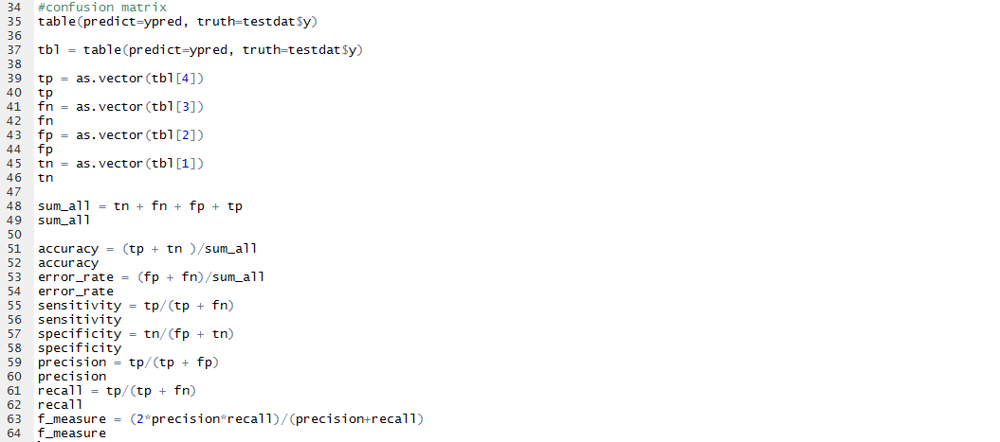 34 #confusion matrix
35 table(predict=ypred, truth=testdat$y)
36
37 tbl = table(predict=ypred, truth=testdat$y)
38
39 tp = as.vector(tbl[4])
40 tp
41 fn = as.vector(tbl[3])
42 fn
43 fp = as.vector(tbl[2])
44 fp
45 tn = as.vector(tbl[1])
46 tn
47
48 sum_all = tn + fn + fp + tp
49 sum_all
50
51 accuracy = (tp + tn )/sum_all
52 accuracy
53 error_rate = (fp + fn)/sum_all
54 error_rate
55 sensitivity = tp/(tp + fn)
56 sensitivity
57 specificity = tn/(fp + tn)
58 specificity
59 precision = tp/(tp + fp)
60 precision
61 recall = tp/(tp + fn)
62 recall
63 f_measure = (2*precision*recall)/(precision+recall)
64 f_measure